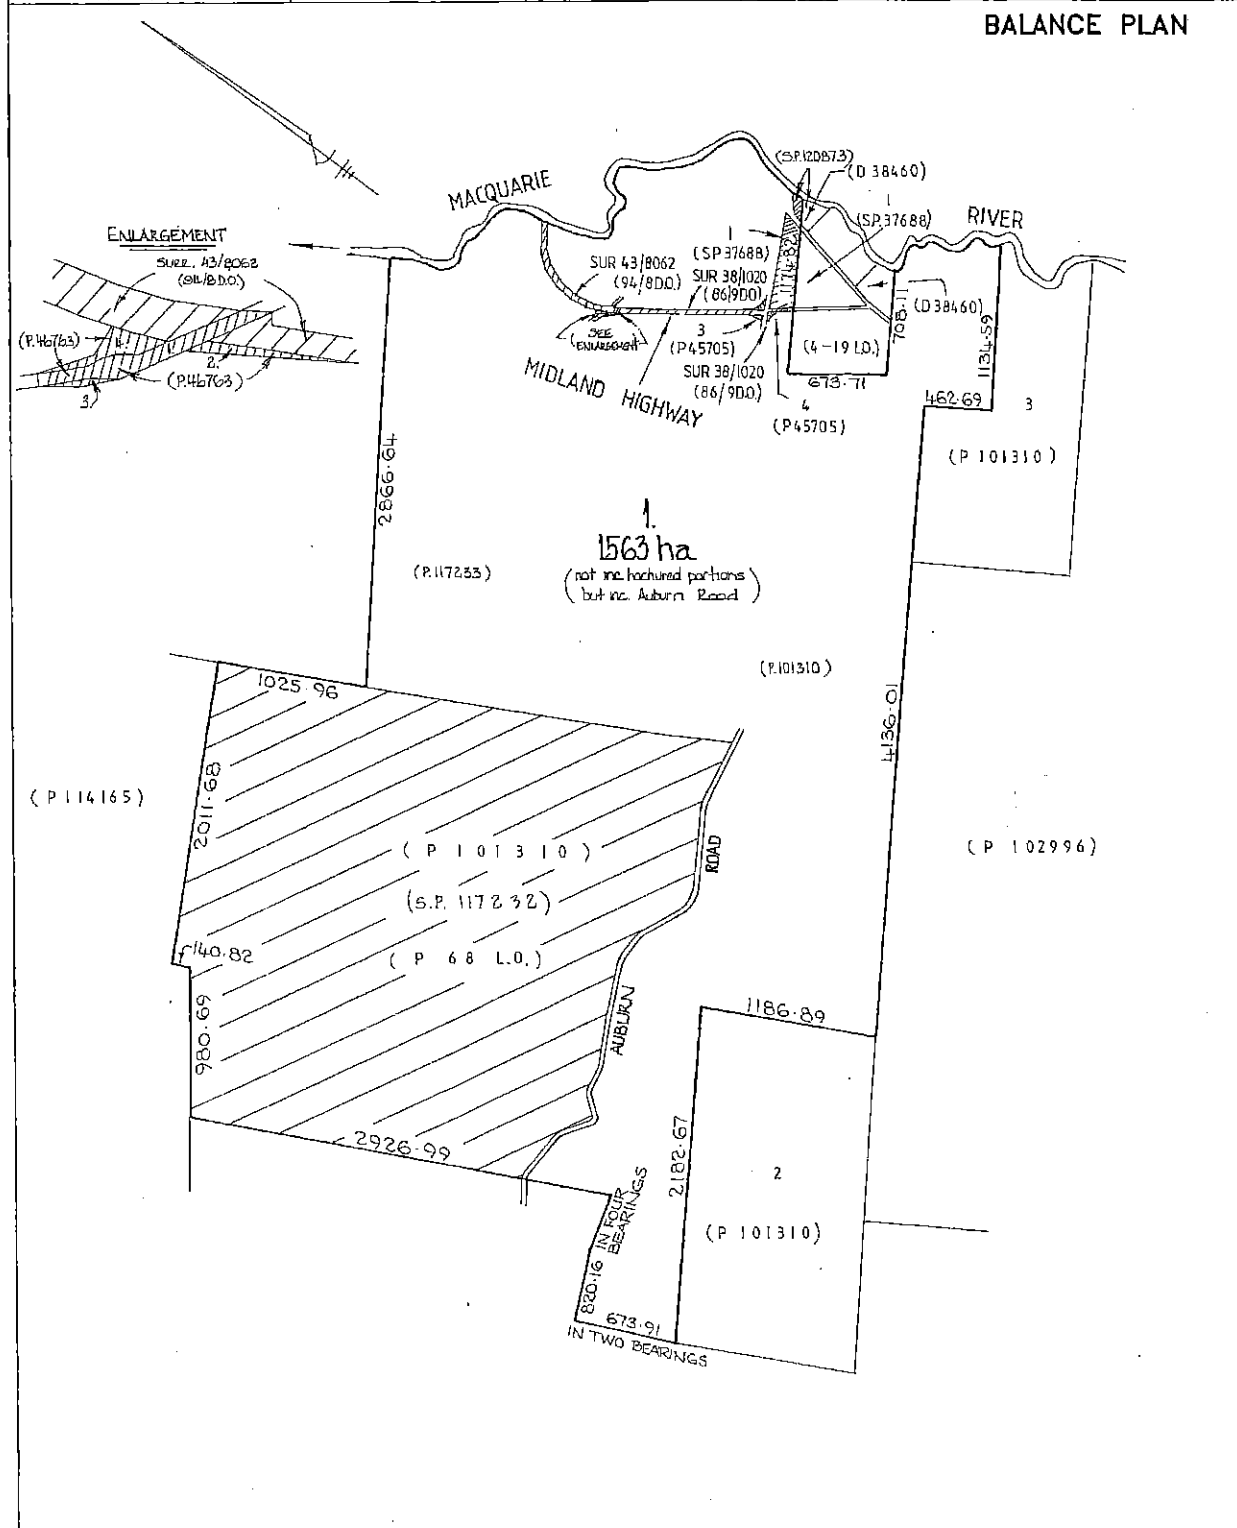 BALANCE PLAN
MACQUARIE
RIVER
(S.P.120873)
(D 38460)
1
(S.P.37688)
ENLARGEMENT
SURR. 43/8062
(94/8D.O.)
(P.46763)
4.
1.
2.
(P.46763)
3.
SUR 43/8062
(94/8D.O.)
1
(SP 37688)
SUR 38/1020
(86/9D.O)
1174.82
SEE
ENLARGEMENT
3
(P45705)
SUR 38/1020
(86/9D.O.)
MIDLAND HIGHWAY
4
(P45705)
(4-19 L.D.)
673.71
708.11
(D 38460)
1134.59
462.69
3
(P 101310)
2866.64
1.
1563 ha
(not inc hachured portions
but inc. Auburn Road)
(P.117233)
(P.101310)
1025.96
4136.01
2011.68
(P 114165)
(P 101310)
(S.P. 117232)
(P 68 L.O.)
ROAD
(P 102996)
140.82
980.69
AUBURN
1186.89
2926.99
2182.67
2
(P 101310)
820.16 IN FOUR
BEARINGS
673.91
IN TWO BEARINGS